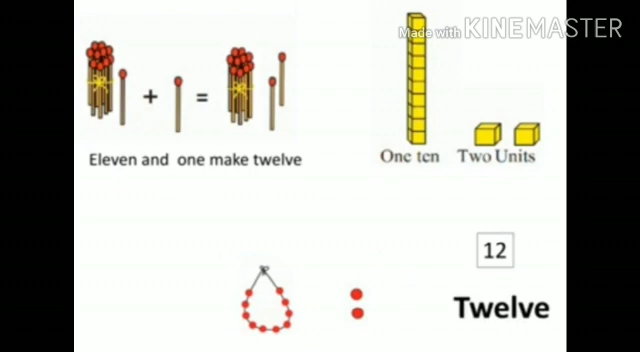 Made with KINEMASTER
+ =
Eleven and one make twelve
One ten Two Units
12
Twelve